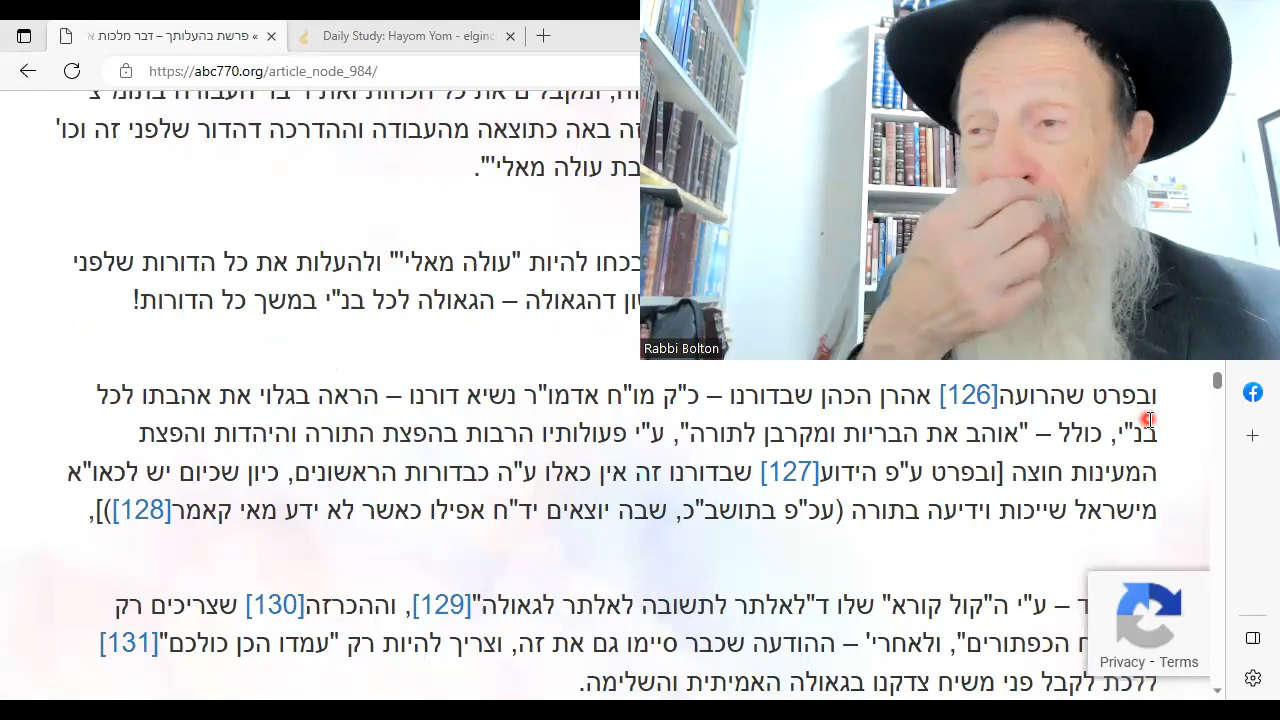 » פרשת בהעלותך – דבר מלכות א
Daily Study: Hayom Yom - elginc
https://abc770.org/article_node_984/
זה באה כתוצאה מהעבודה וההדרכה דהדור שלפני זה וכו'
בת עולה מאלי'".
בכחו להיות "עולה מאלי'" ולהעלות את כל הדורות שלפני
ון דהגאולה – הגאולה לכל בנ"י במשך כל הדורות!
Rabbi Bolton
ובפרט שהרועה[126] אהרן הכהן שבדורנו – כ"ק מו"ח אדמו"ר נשיא דורנו – הראה בגלוי את אהבתו לכל
בנ"י, כולל – "אוהב את הבריות ומקרבן לתורה", ע"י פעולותיו הרבות בהפצת התורה והיהדות והפצת
המעינות חוצה [ובפרט ע"פ הידוע[127] שבדורנו זה אין כאלו ע"ה כבדורות הראשונים, כיון שכיום יש לכאו"א
מישראל שייכות וידיעה בתורה (עכ"פ בתושב"כ, שבה יוצאים יד"ח אפילו כאשר לא ידע מאי קאמר[128])],
ד – ע"י ה"קול קורא" שלו ד"לאלתר לתשובה לאלתר לגאולה"[129], וההכרזה[130] שצריכים רק
ח הכפתורים", ולאחרי' – ההודעה שכבר סיימו גם את זה, וצריך להיות רק "עמדו הכן כולכם"[131]
ללכת לקבל פני משיח צדקנו בגאולה האמיתית והשלימה.
Privacy - Terms